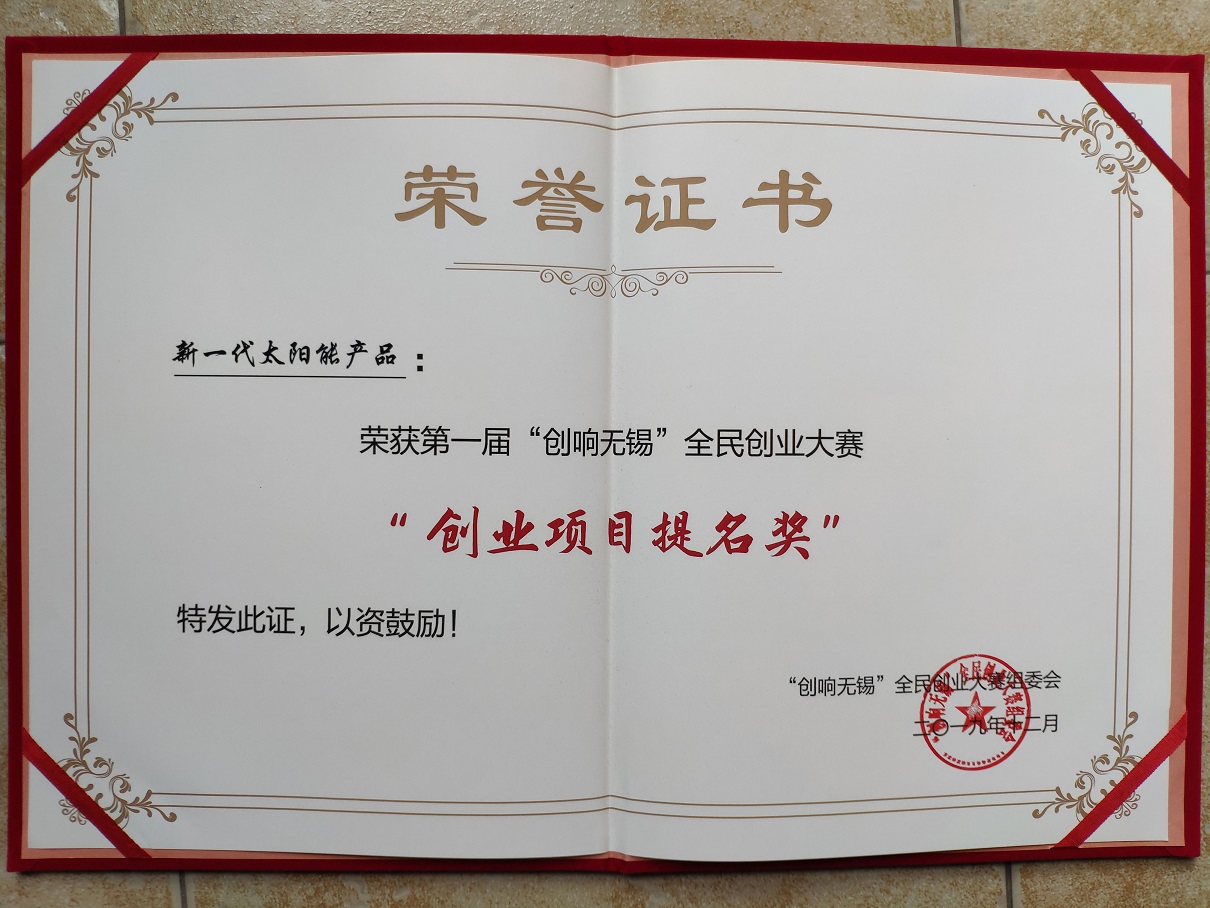 荣誉证书
新一代太阳能产品：
荣获第一届“创响无锡”全民创业大赛
“创业项目提名奖”
特发此证，以资鼓励！
“创响无锡”全民创业大赛组委会
二〇一九年十二月